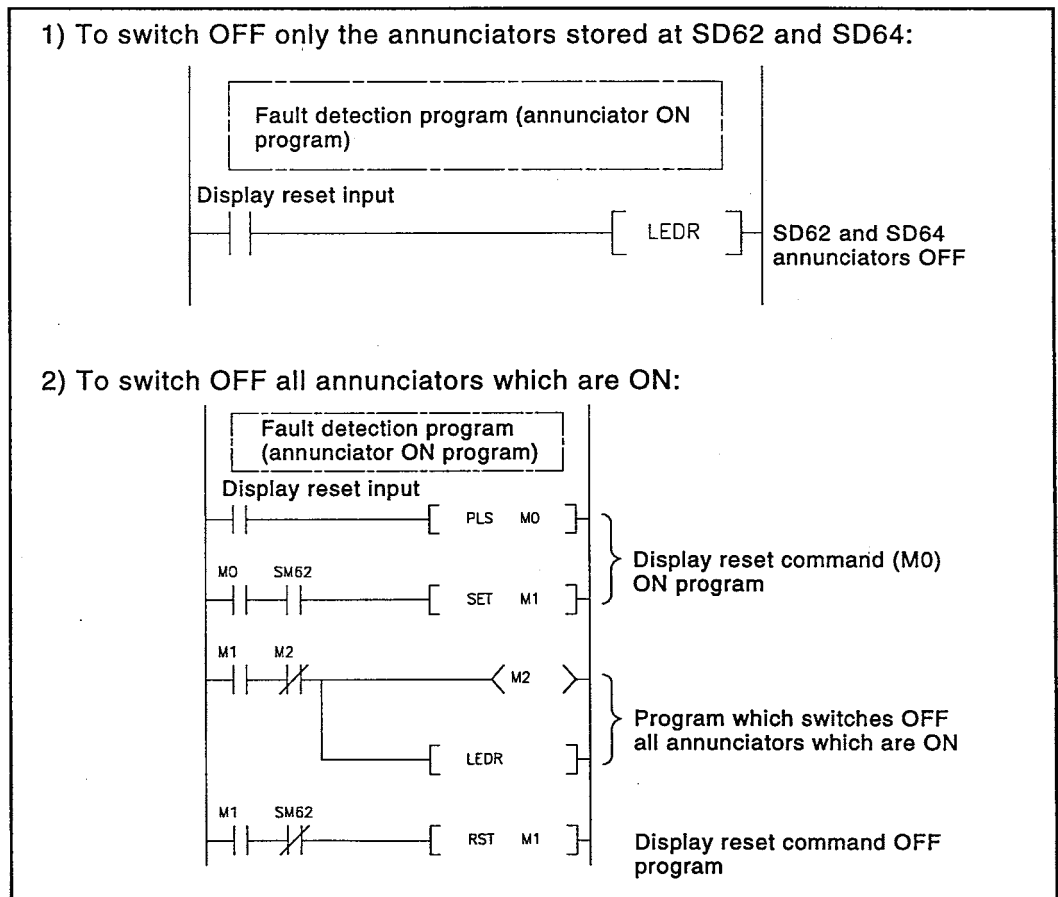 1) To switch OFF only the annunciators stored at SD62 and SD64:
Fault detection program (annunciator ON
program)
Display reset input
LEDR
SD62 and SD64
annunciators OFF
2) To switch OFF all annunciators which are ON:
Fault detection program
(annunciator ON program)
Display reset input
PLS M0
Display reset command (M0)
ON program
M0 SM62
SET M1
M1 M2
M2
Program which switches OFF
all annunciators which are ON
LEDR
M1 SM62
RST M1
Display reset command OFF
program